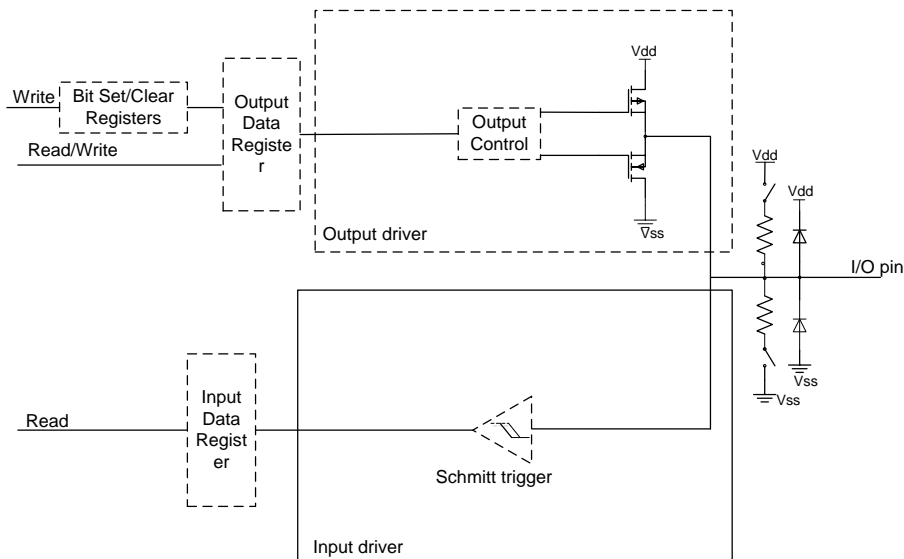 Vdd
Write
Bit Set/Clear
Registers
Output
Data
Registe
r
Output
Control
Read/Write
Vss
Output driver
Vdd
Vdd
I/O pin
Vss
Vss
Input
Data
Regist
er
Read
Schmitt trigger
Input driver